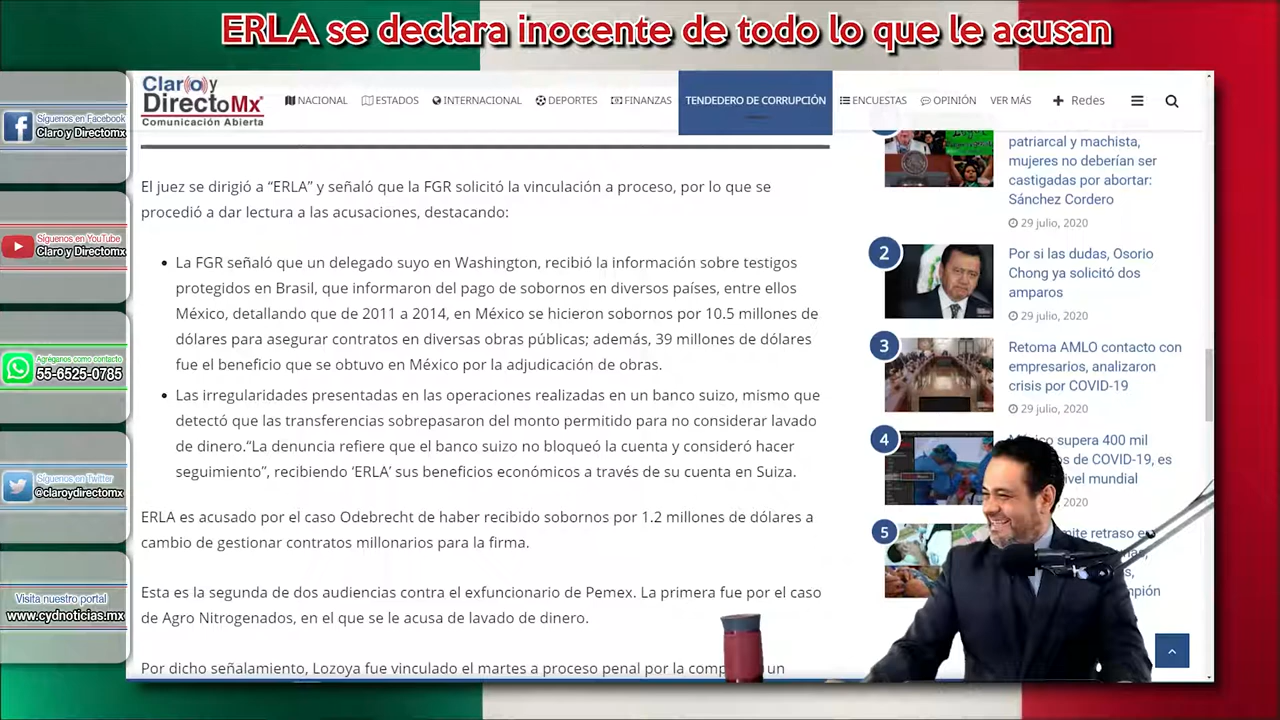 ERLA se declara inocente de todo lo que le acusan
Claro y
DirectoMx
Comunicación Abierta
NACIONAL
ESTADOS
INTERNACIONAL
DEPORTES
FINANZAS
TENDEDERO DE CORRUPCIÓN
ENCUESTAS
OPINIÓN
VER MÁS
Redes
Síguenos en Facebook
Claro y Directomx
Síguenos en YouTube
Claro y Directomx
Agréganos como contacto
55-6525-0785
Síguenos en Twitter
@claroydirectomx
Visita nuestro portal
www.cydnoticias.mx
El juez se dirigió a “ERLA” y señaló que la FGR solicitó la vinculación a proceso, por lo que se
procedió a dar lectura a las acusaciones, destacando:
La FGR señaló que un delegado suyo en Washington, recibió la información sobre testigos
protegidos en Brasil, que informaron del pago de sobornos en diversos países, entre ellos
México, detallando que de 2011 a 2014, en México se hicieron sobornos por 10.5 millones de
dólares para asegurar contratos en diversas obras públicas; además, 39 millones de dólares
fue el beneficio que se obtuvo en México por la adjudicación de obras.
Las irregularidades presentadas en las operaciones realizadas en un banco suizo, mismo que
detectó que las transferencias sobrepasaron del monto permitido para no considerar lavado
de dinero.“La denuncia refiere que el banco suizo no bloqueó la cuenta y consideró hacer
seguimiento”, recibiendo ‘ERLA’ sus beneficios económicos a través de su cuenta en Suiza.
ERLA es acusado por el caso Odebrecht de haber recibido sobornos por 1.2 millones de dólares a
cambio de gestionar contratos millonarios para la firma.
Esta es la segunda de dos audiencias contra el exfuncionario de Pemex. La primera fue por el caso
de Agro Nitrogenados, en el que se le acusa de lavado de dinero.
Por dicho señalamiento, Lozoya fue vinculado el martes a proceso penal por la un
patriarcal y machista,
mujeres no deberían ser
castigadas por abortar:
Sánchez Cordero
29 julio, 2020
2
Por si las dudas, Osorio
Chong ya solicitó dos
amparos
29 julio, 2020
3
Retoma AMLO contacto con
empresarios, analizaron
crisis por COVID-19
29 julio, 2020
4
México supera 400 mil
de COVID-19, es
nivel mundial
2020
5
retraso